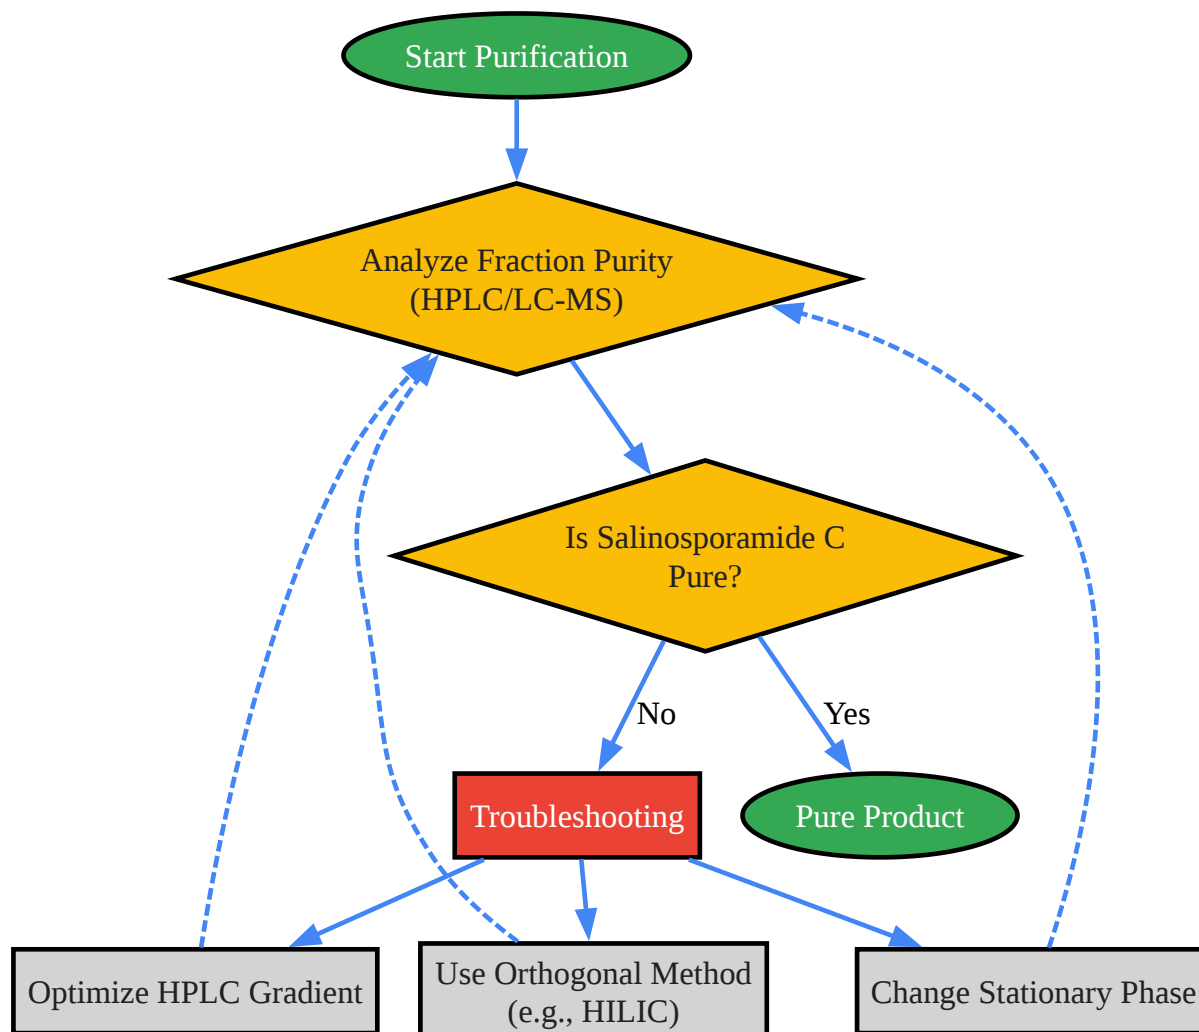 Start Purification
Analyze Fraction Purity
(HPLC/LC-MS)
Is Salinosporamide C
Pure?
No
Yes
Troubleshooting
Pure Product
Optimize HPLC Gradient
Use Orthogonal Method
(e.g., HILIC)
Change Stationary Phase